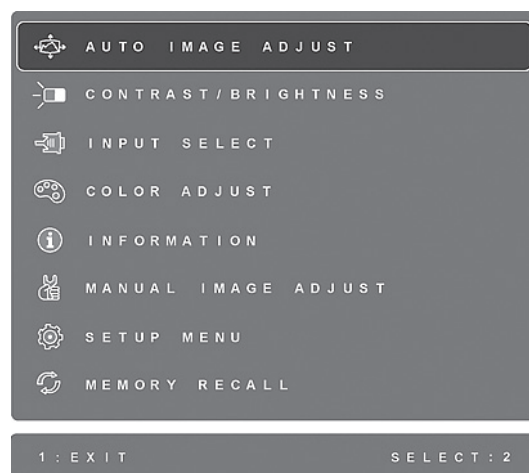 AUTO IMAGE ADJUST
CONTRAST/BRIGHTNESS
INPUT SELECT
COLOR ADJUST
INFORMATION
MANUAL IMAGE ADJUST
SETUP MENU
MEMORY RECALL
1:EXIT SELECT:2